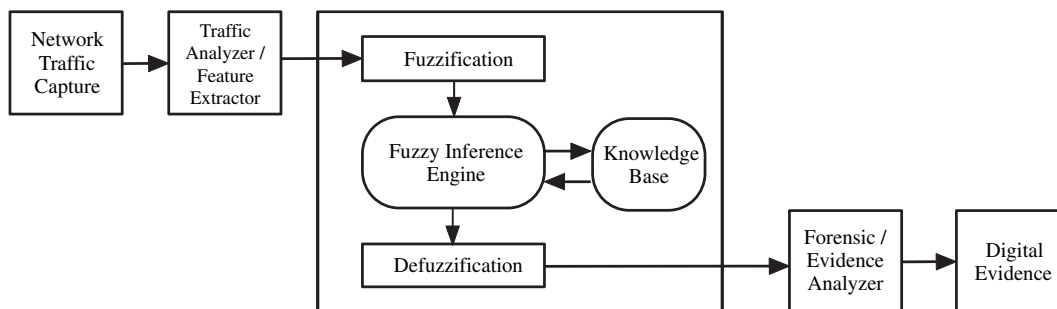 Network
Traffic
Capture
Traffic
Analyzer /
Feature
Extractor
Fuzzification
Fuzzy Inference
Engine
Knowledge
Base
Defuzzification
Forensic /
Evidence
Analyzer
Digital
Evidence